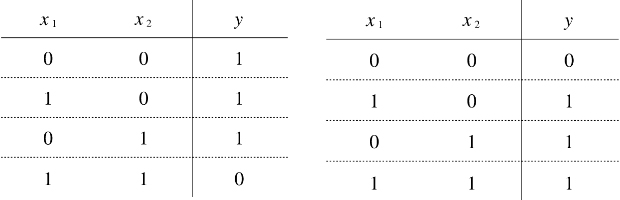 x₁ x₂ y
0 0 1
1 0 1
0 1 1
1 1 0
x₁ x₂ y
0 0 0
1 0 1
0 1 1
1 1 1